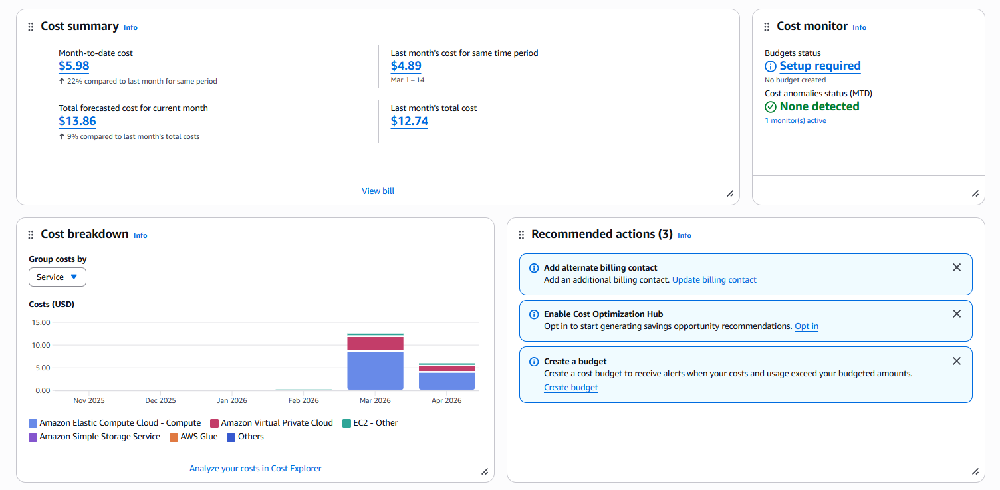 Cost summary Info
Month-to-date cost
$5.98
↑ 22% compared to last month for same period
Last month's cost for same time period
$4.89
Mar 1 – 14
Total forecasted cost for current month
$13.86
↑ 9% compared to last month's total costs
Last month's total cost
$12.74
View bill
Cost monitor Info
Budgets status
Setup required
No budget created
Cost anomalies status (MTD)
None detected
1 monitor(s) active
Cost breakdown Info
Group costs by
Service
Costs (USD)
15.00
10.00
5.00
0.00
Nov 2025 Dec 2025 Jan 2026 Feb 2026 Mar 2026 Apr 2026
Amazon Elastic Compute Cloud - Compute Amazon Virtual Private Cloud EC2 - Other
Amazon Simple Storage Service AWS Glue Others
Analyze your costs in Cost Explorer
Recommended actions (3) Info
Add alternate billing contact
Add an additional billing contact. Update billing contact
Enable Cost Optimization Hub
Opt in to start generating savings opportunity recommendations. Opt in
Create a budget
Create a cost budget to receive alerts when your costs and usage exceed your budgeted amounts.
Create budget